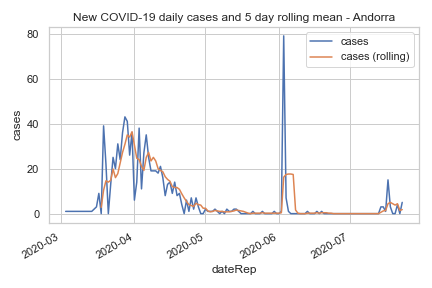 New COVID-19 daily cases and 5 day rolling mean - Andorra
cases
cases (rolling)
80
60
40
20
0
cases
2020-03
2020-04
2020-05
2020-06
2020-07
dateRep